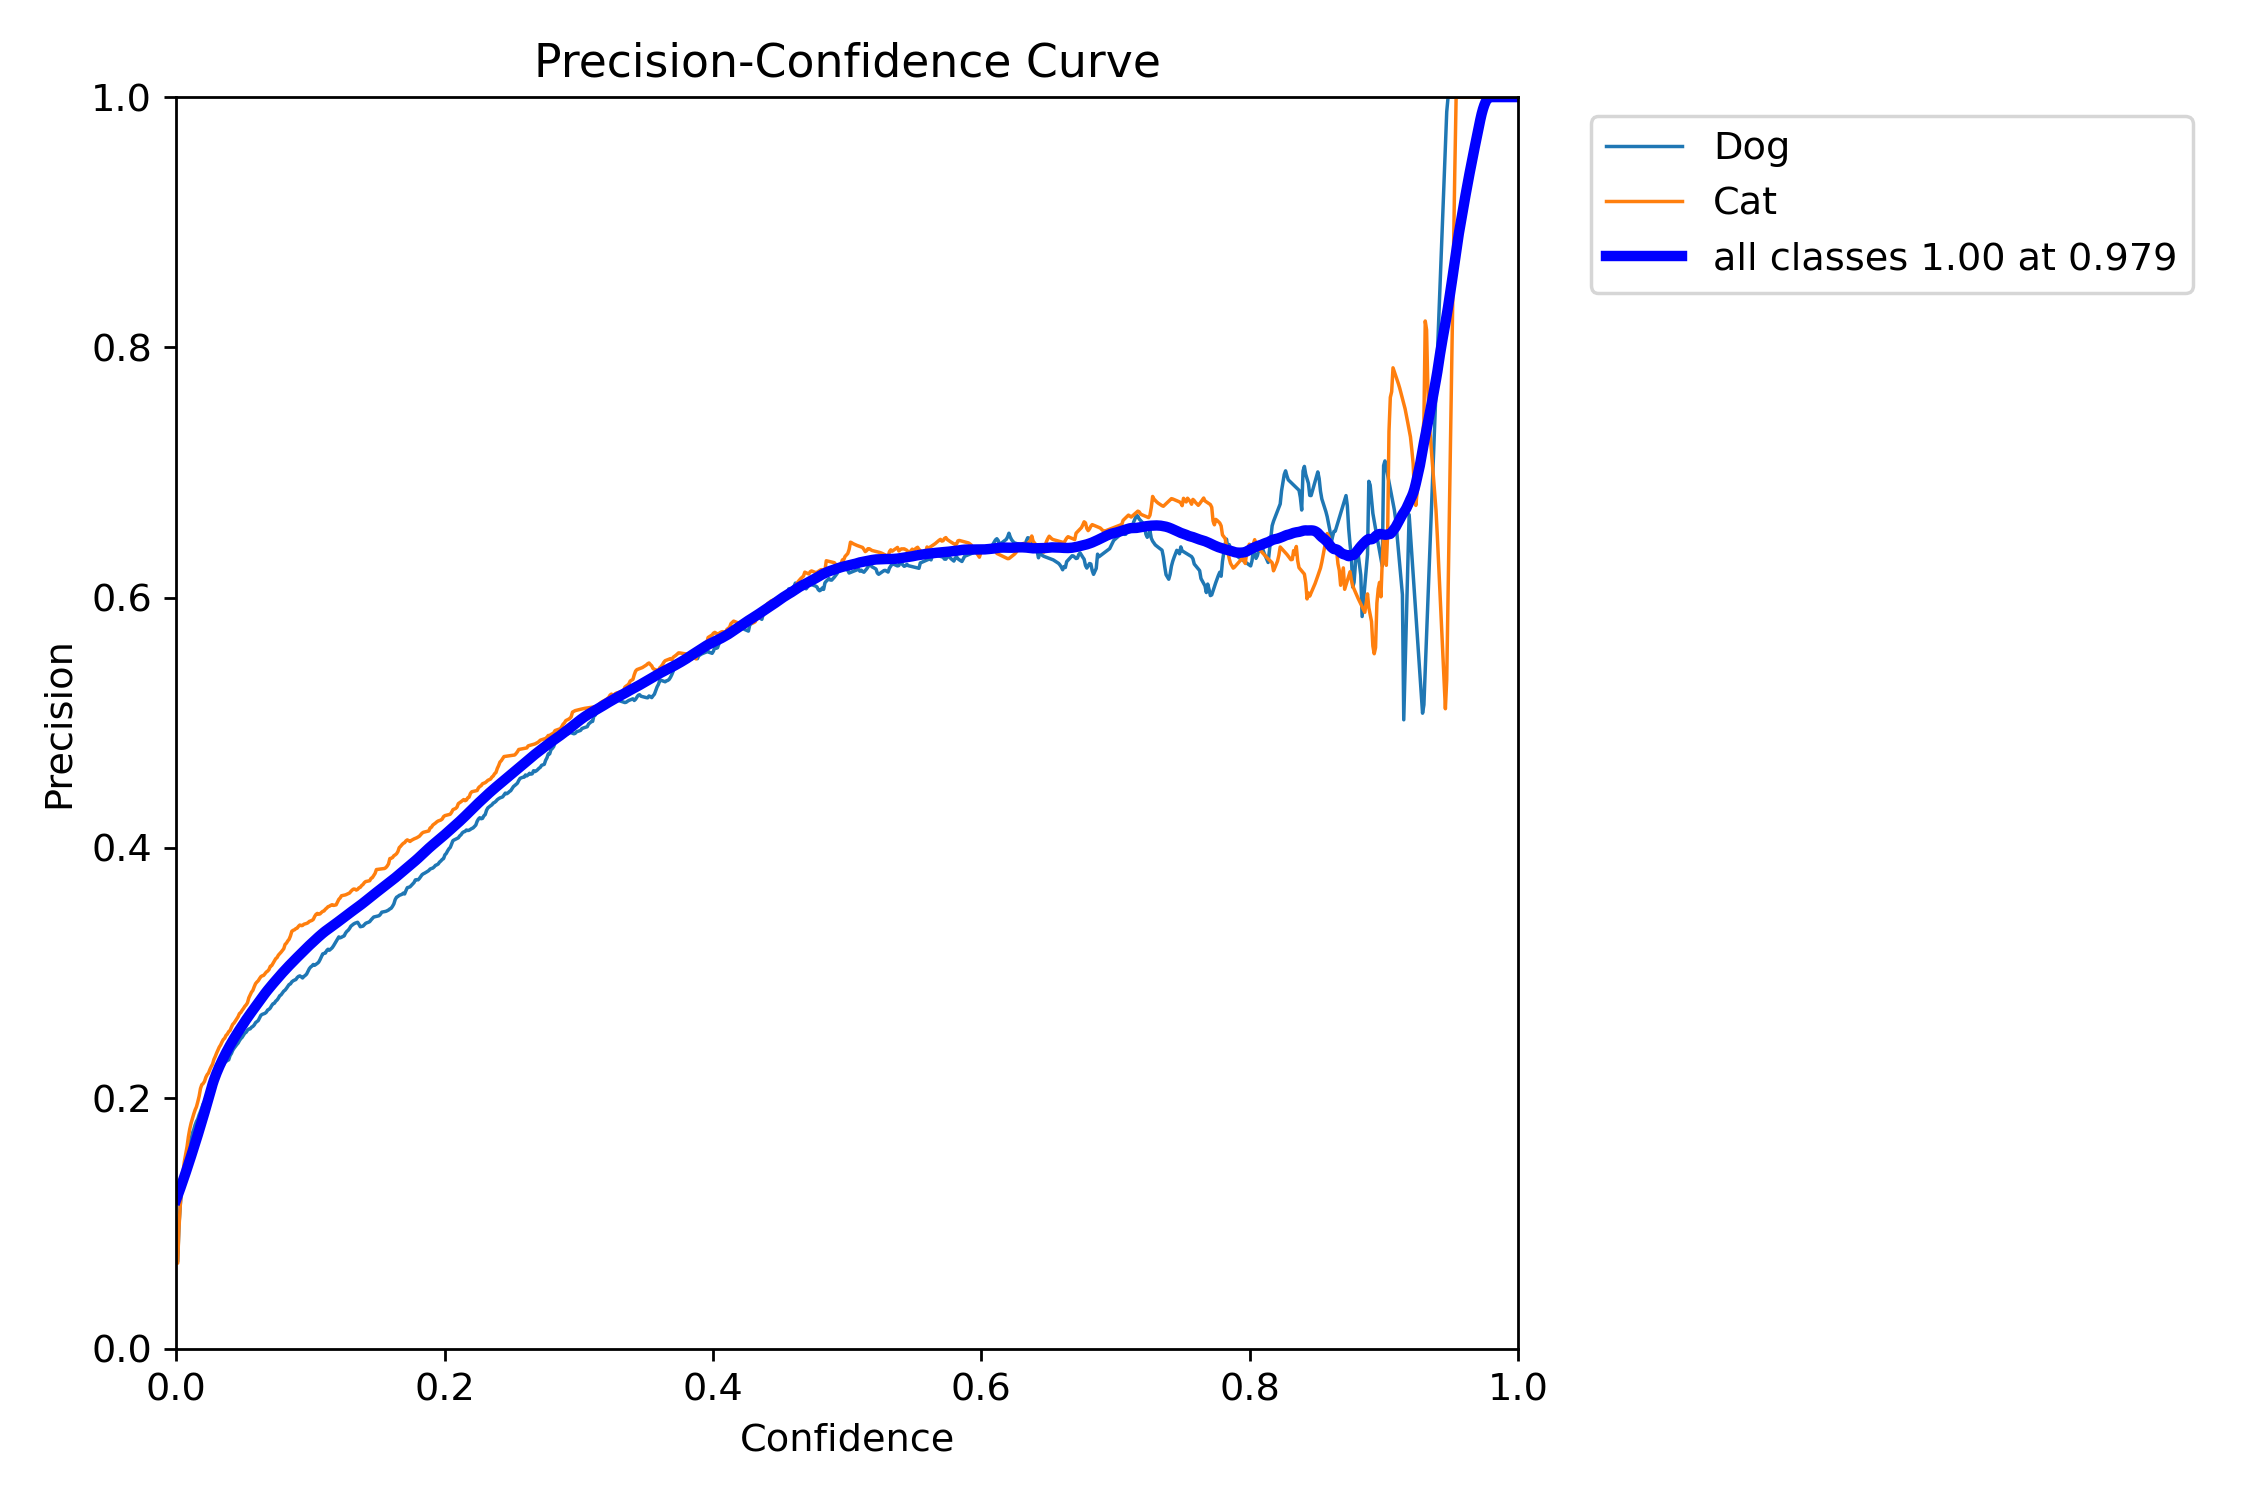 Precision-Confidence Curve
1.0
0.8
0.6
0.4
0.2
0.0
Precision
0.0 0.2 0.4 0.6 0.8 1.0
Confidence
Dog
Cat
all classes 1.00 at 0.979